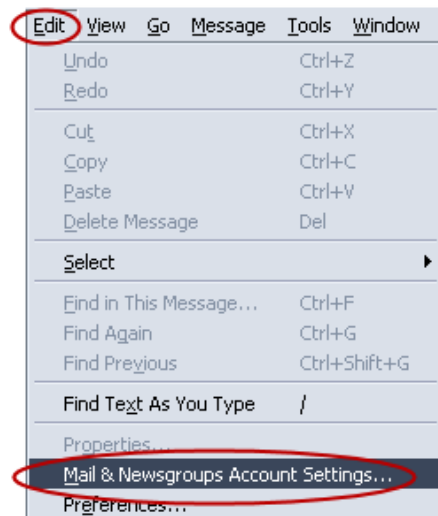 Edit View Go Message Tools Window
Undo Ctrl+Z
Redo Ctrl+Y
Cut Ctrl+X
Copy Ctrl+C
Paste Ctrl+V
Delete Message Del
Select
Find in This Message... Ctrl+F
Find Again Ctrl+G
Find Previous Ctrl+Shift+G
Find Text As You Type /
Properties...
Mail & Newsgroups Account Settings...
Preferences...